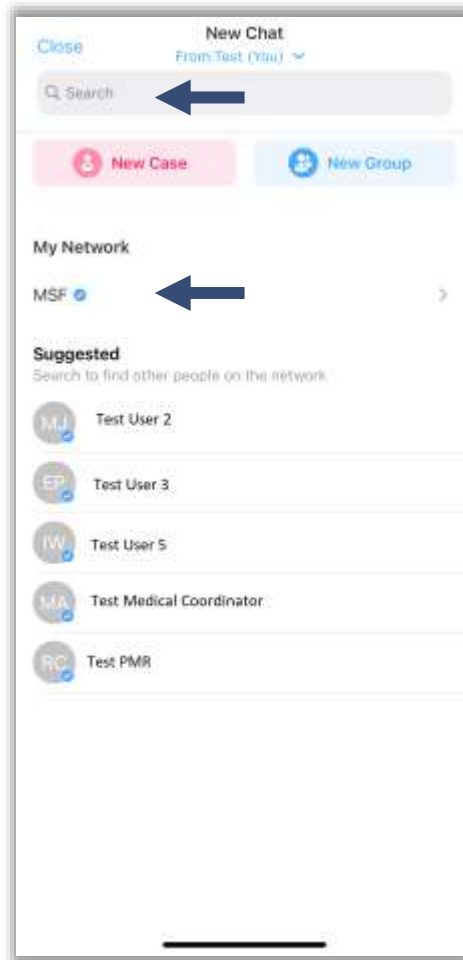 New Chat
Close
From: Test (You)
Search
New Case
New Group
My Network
MSF
Suggested
Search to find other people on the network
MJ
Test User 2
EP
Test User 3
IW
Test User 5
MA
Test Medical Coordinator
RC
Test PMR